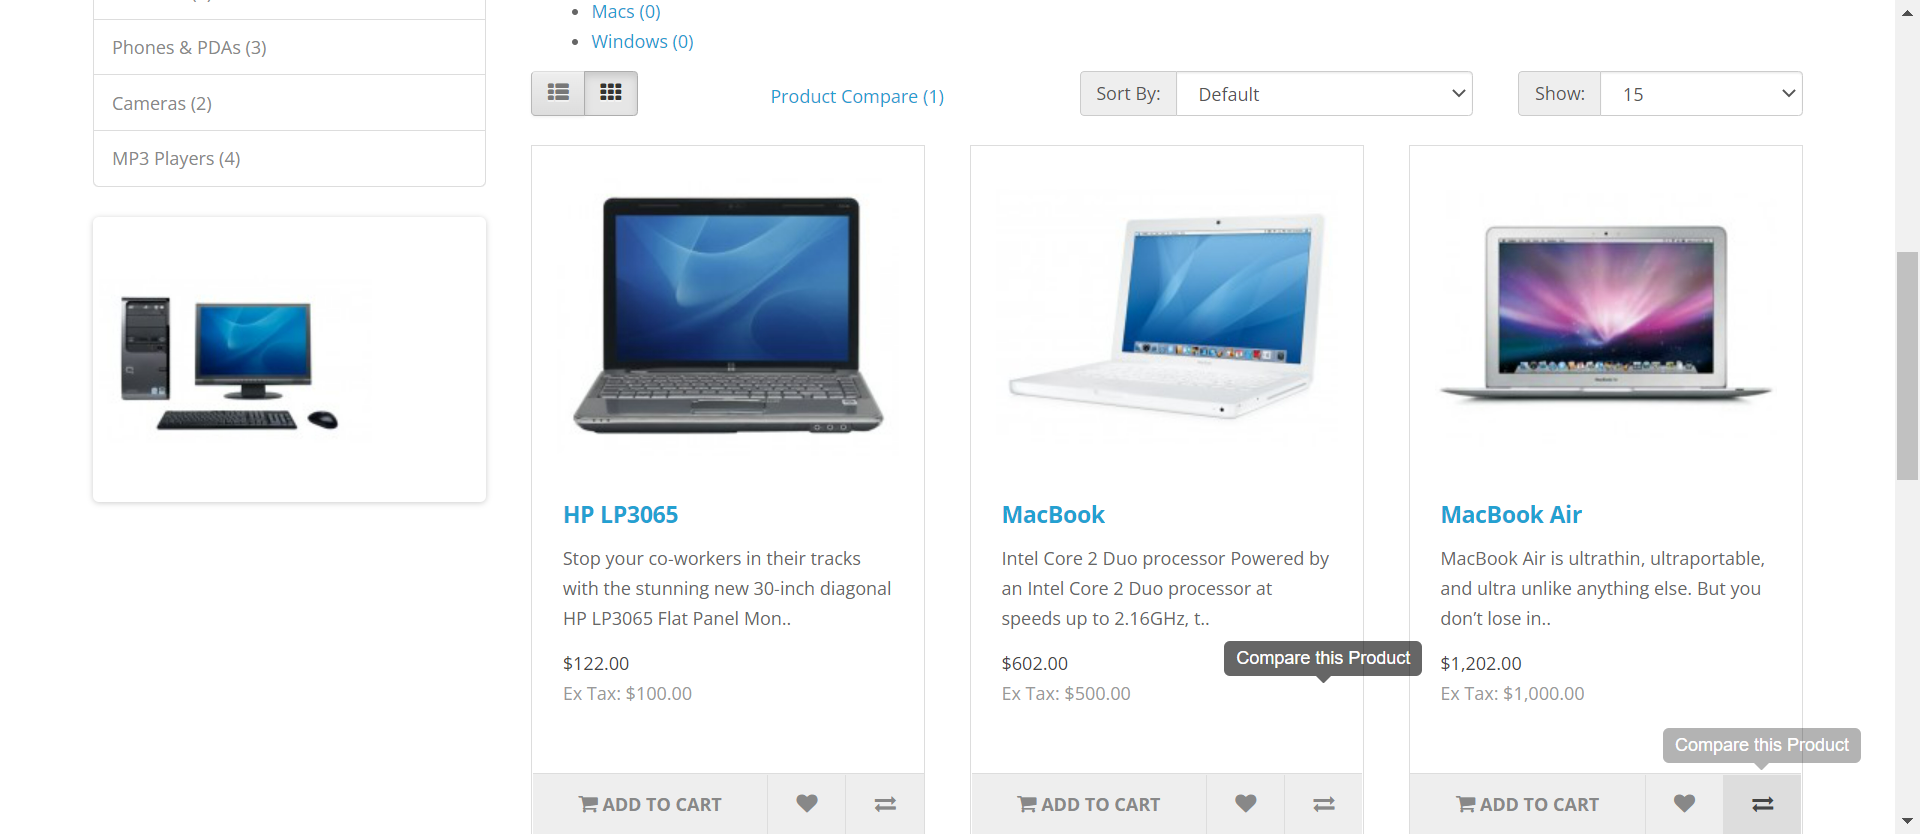 Macs (0)
Windows (0)
Phones & PDAs (3)
Cameras (2)
MP3 Players (4)
Product Compare (1)
Sort By:
Default
Show:
15
HP LP3065
Stop your co-workers in their tracks
with the stunning new 30-inch diagonal
HP LP3065 Flat Panel Mon..
$122.00
Ex Tax: $100.00
ADD TO CART
MacBook
Intel Core 2 Duo processor Powered by
an Intel Core 2 Duo processor at
speeds up to 2.16GHz, t..
Compare this Product
$602.00
Ex Tax: $500.00
ADD TO CART
MacBook Air
MacBook Air is ultrathin, ultraportable,
and ultra unlike anything else. But you
don’t lose in..
$1,202.00
Ex Tax: $1,000.00
Compare this Product
ADD TO CART